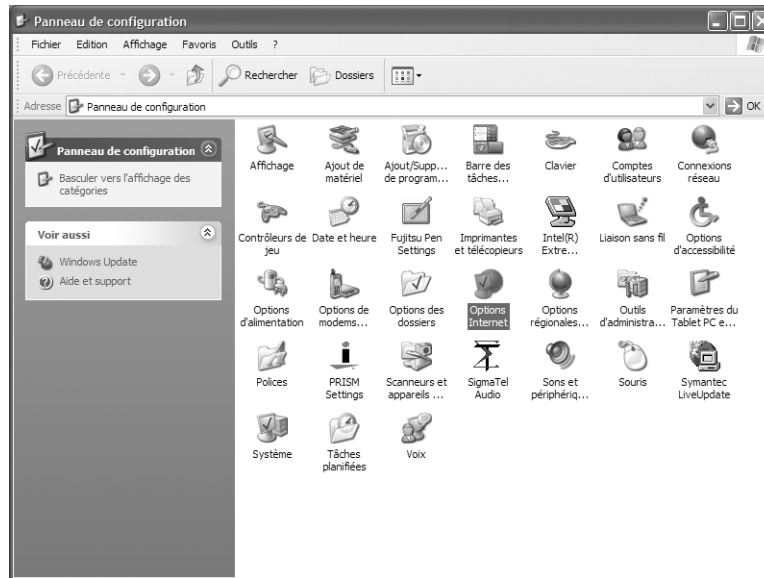 Panneau de configuration
Fichier Edition Affichage Favoris Outils ?
Précédente Rechercher Dossiers
Adresse Panneau de configuration OK
Panneau de configuration
Basculer vers l'affichage des
catégories
Voir aussi
Windows Update
Aide et support
Affichage
Ajout de
matériel
Ajout/Supp...
de program...
Barre des
tâches...
Clavier
Comptes
d'utilisateurs
Connexions
réseau
Contrôleurs de
jeu
Date et heure
Fujitsu Pen
Settings
Imprimantes
et télécopieurs
Intel(R)
Extre...
Liaison sans fil
Options
d'accessibilité
Options
d'alimentation
Options de
modems...
Options des
dossiers
Options
Internet
Options
régionales...
Outils
d'administra...
Paramètres du
Tablet PC e...
Polices
PRISM
Settings
Scanneurs et
appareils ...
SigmaTel
Audio
Sons et
périphériq...
Souris
Symantec
LiveUpdate
Système
Tâches
planifiées
Voix